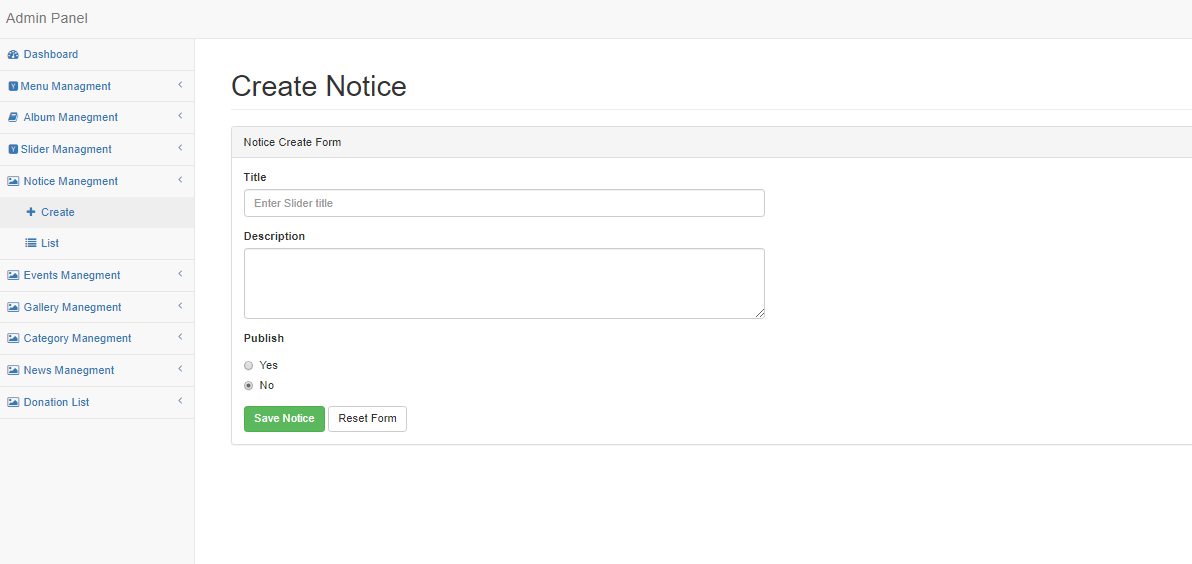 Admin Panel
Dashboard
Menu Managment
Album Manegment
Slider Managment
Notice Manegment
Create
List
Events Manegment
Gallery Manegment
Category Manegment
News Manegment
Donation List
Create Notice
Notice Create Form
Title
Enter Slider title
Description
Publish
Yes
No
Save Notice Reset Form